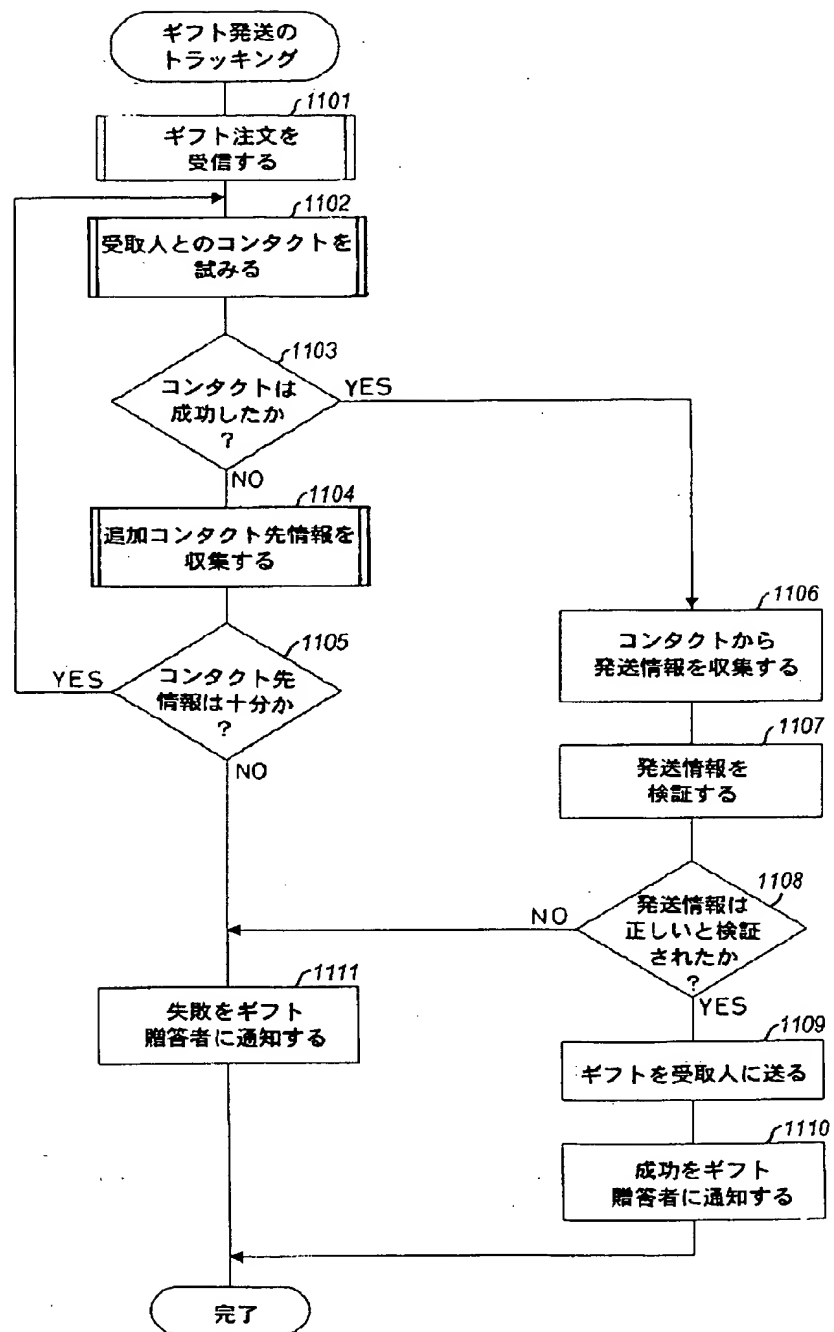 ギフト発送の
トラッキング
1101
ギフト注文を
受信する
1102
受取人とのコンタクトを
試みる
1103
コンタクトは
成功したか
?
YES
NO
1104
追加コンタクト先情報を
収集する
1105
コンタクト先
情報は十分か
?
YES
NO
1106
コンタクトから
発送情報を収集する
1107
発送情報を
検証する
1108
発送情報は
正しいと検証
されたか
?
NO
YES
1111
失敗をギフト
贈答者に通知する
1109
ギフトを受取人に送る
1110
成功をギフト
贈答者に通知する
完了